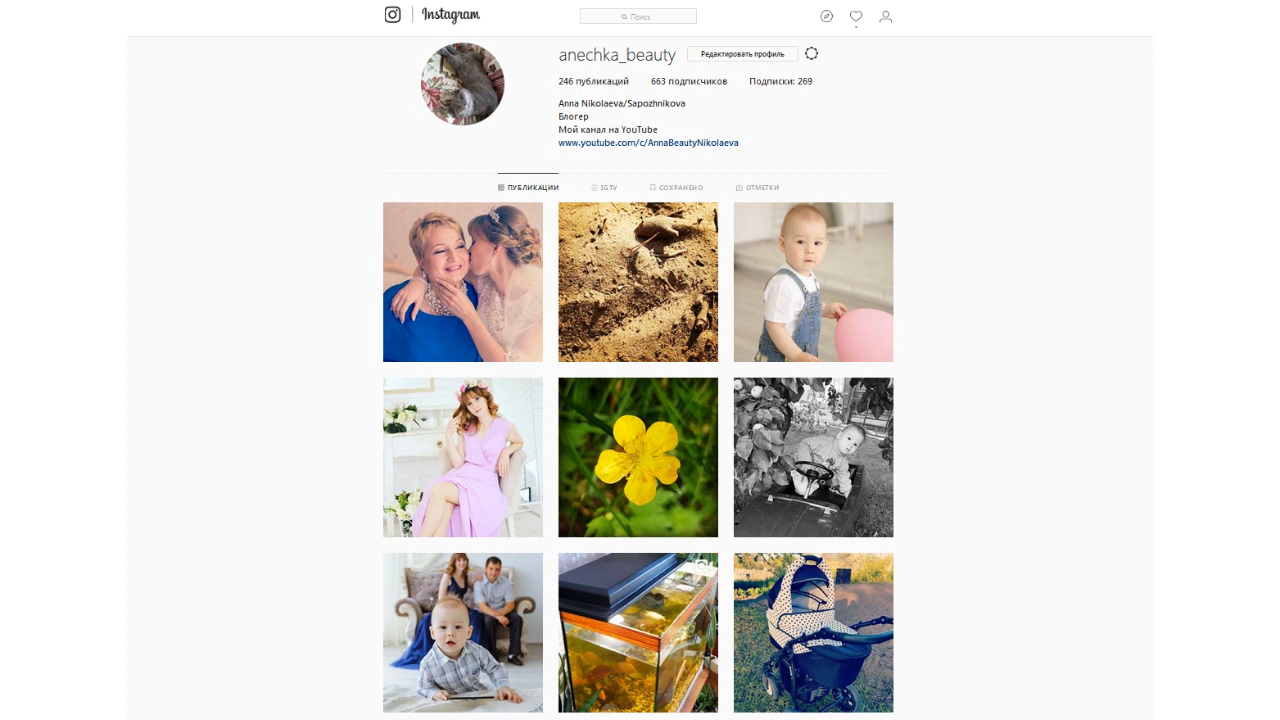 Instagram
Поиск
anechka_beauty Редактировать профиль
246 публикаций 663 подписчиков Подписки: 269
Anna Nikolaeva/Sapozhnikova
Блогер
Мой канал на YouTube
www.youtube.com/c/AnnaBeautyNikolaeva
ПУБЛИКАЦИИ IGTV СОХРАНЕНО ОТМЕТКИ